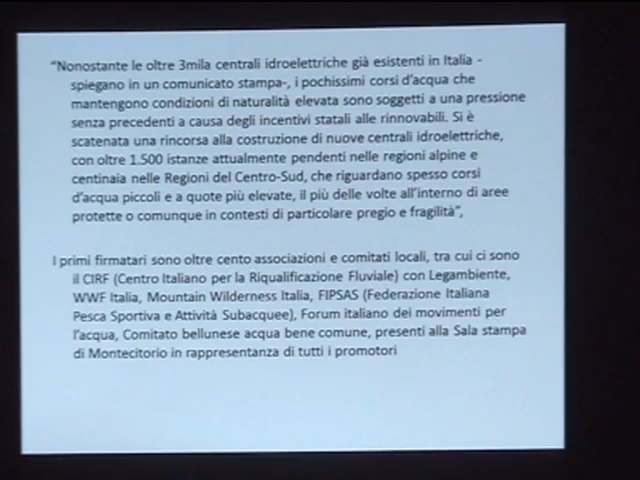 "Nonostante le oltre 3mila centrali idroelettriche già esistenti in Italia -
spiegano in un comunicato stampa-, i pochissimi corsi d'acqua che
mantengono condizioni di naturalità elevata sono soggetti a una pressione
senza precedenti a causa degli incentivi statali alle rinnovabili. Si è
scatenata una rincorsa alla costruzione di nuove centrali idroelettriche,
con oltre 1.500 istanze attualmente pendenti nelle regioni alpine e
centinaia nelle Regioni del Centro-Sud, che riguardano spesso corsi
d'acqua piccoli e a quote più elevate, il più delle volte all'interno di aree
protette o comunque in contesti di particolare pregio e fragilità",
I primi firmatari sono oltre cento associazioni e comitati locali, tra cui ci sono
il CIRF (Centro Italiano per la Riqualificazione Fluviale) con Legambiente,
WWF Italia, Mountain Wilderness Italia, FIPSAS (Federazione Italiana
Pesca Sportiva e Attività Subacquee), Forum italiano dei movimenti per
l'acqua, Comitato bellunese acqua bene comune, presenti alla Sala stampa
di Montecitorio in rappresentanza di tutti i promotori